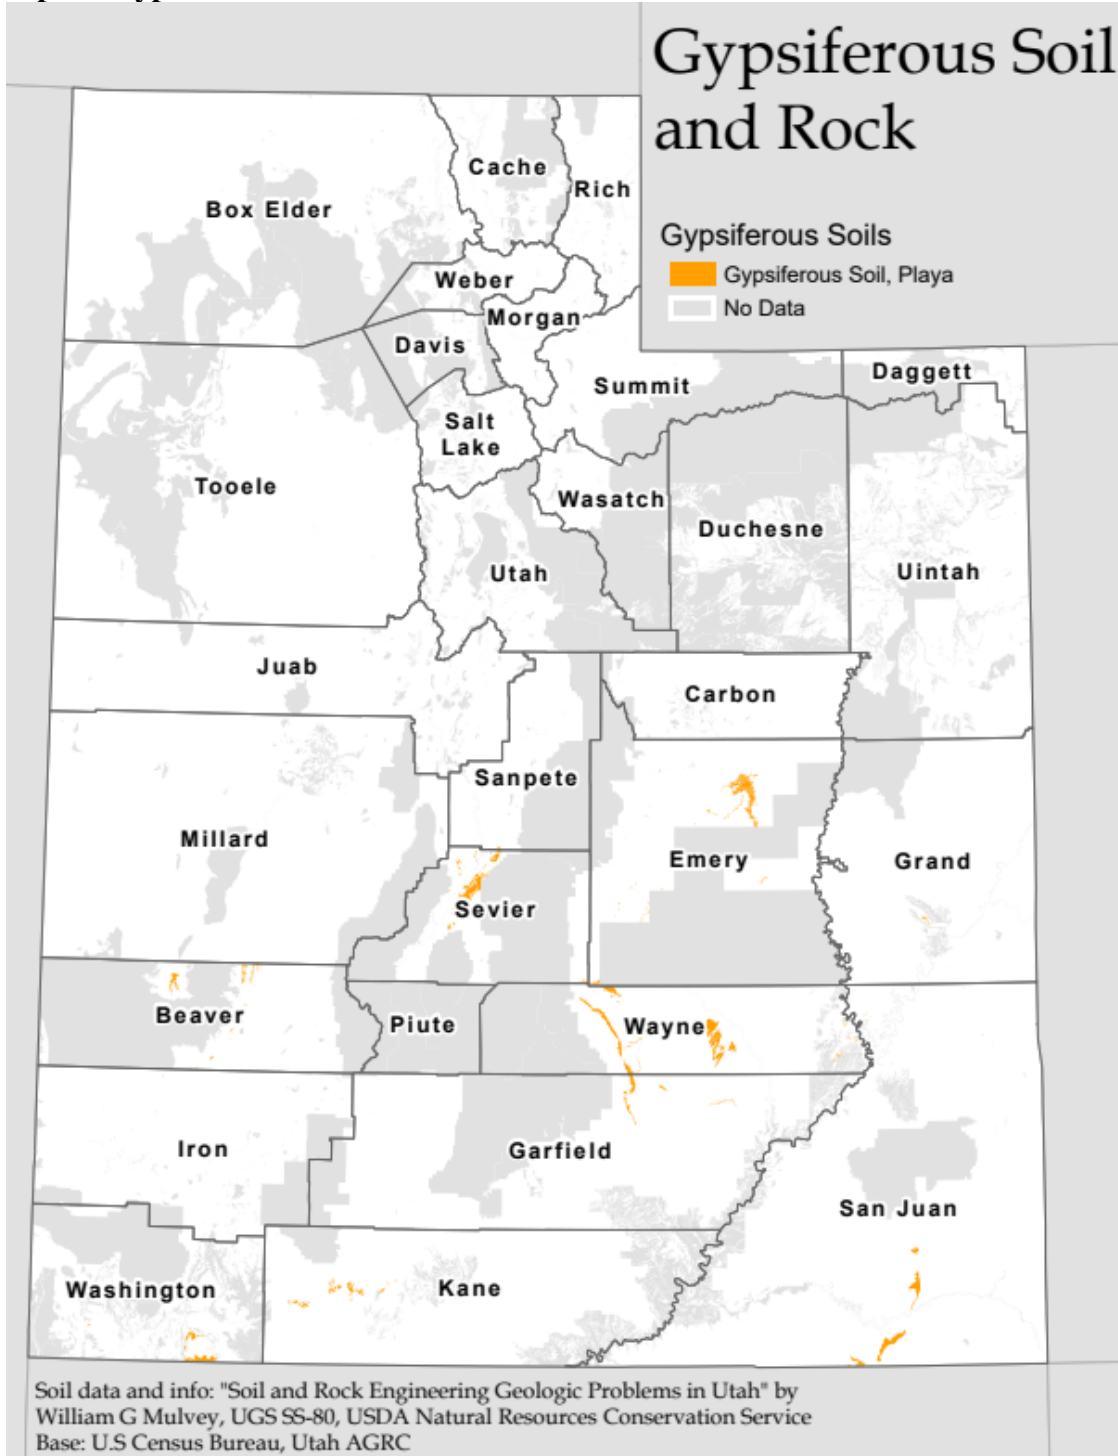 Gypsiferous Soil
and Rock
Gypsiferous Soils
Gypsiferous Soil, Playa
No Data
Cache
Rich
Box Elder
Weber
Morgan
Davis
Summit
Daggett
Salt
Lake
Tooele
Wasatch
Duchesne
Utah
Uintah
Juab
Carbon
Sanpete
Millard
Emery
Grand
Sevier
Beaver
Piute
Wayne
Iron
Garfield
San Juan
Washington
Kane
Soil data and info: "Soil and Rock Engineering Geologic Problems in Utah" by
William G Mulvey, UGS SS-80, USDA Natural Resources Conservation Service
Base: U.S Census Bureau, Utah AGRC